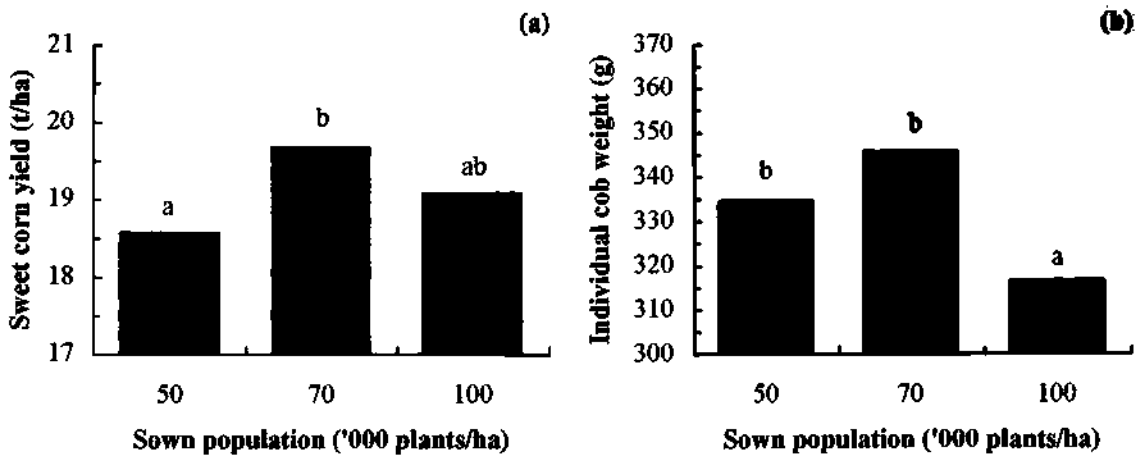 (a)
Sweet corn yield (t/ha)
21
20
19
18
17
a
b
ab
50 70 100
Sown population ('000 plants/ha)
(b)
Individual cob weight (g)
370
360
350
340
330
320
310
300
b
b
a
50 70 100
Sown population ('000 plants/ha)